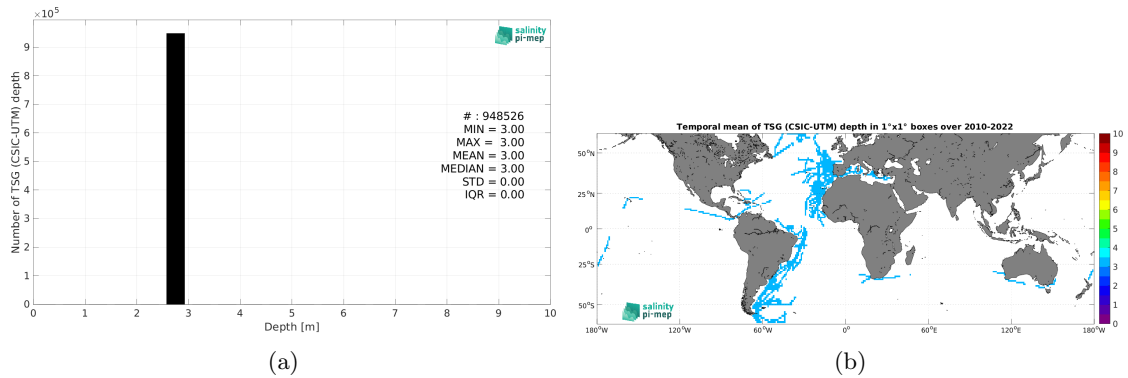 ×10⁵
9
8
7
6
5
4
3
2
1
0
Number of TSG (CSIC-UTM) depth
0 1 2 3 4 5 6 7 8 9 10
Depth [m]
salinity
pi-mep
# : 948526
MIN = 3.00
MAX = 3.00
MEAN = 3.00
MEDIAN = 3.00
STD = 0.00
IQR = 0.00
(a)
Temporal mean of TSG (CSIC-UTM) depth in 1°x1° boxes over 2010-2022
50°N
25°N
0°
25°S
50°S
180°W 120°W 60°W 0° 60°E 120°E 180°W
salinity
pi-mep
10
9
8
7
6
5
4
3
2
1
0
(b)